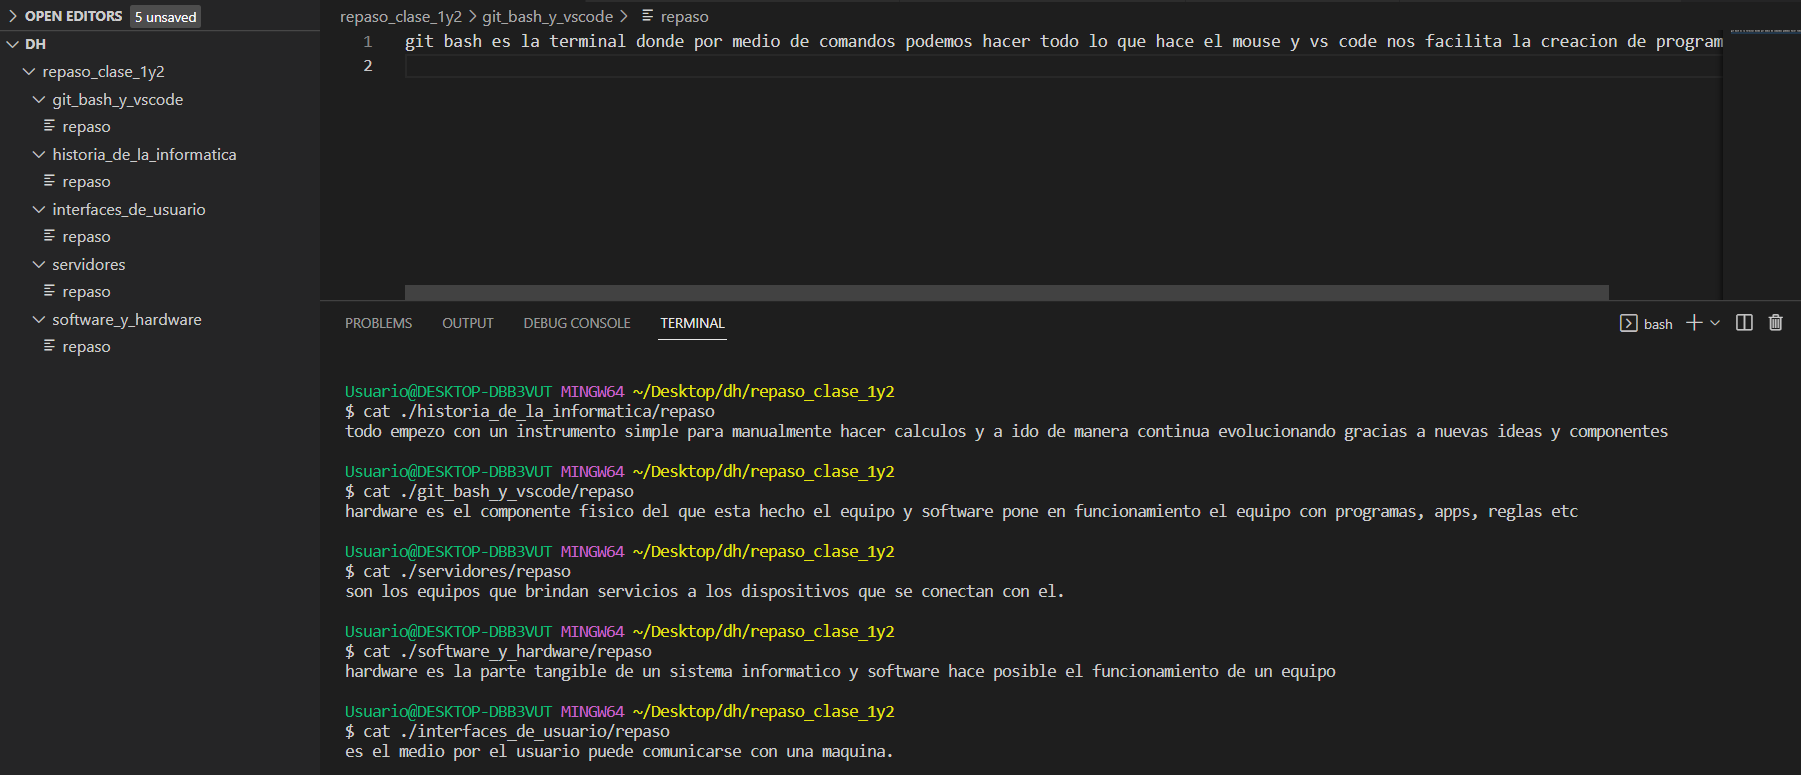 OPEN EDITORS 5 unsaved
DH
repaso_clase_1y2
git_bash_y_vscode
repaso
historia_de_la_informatica
repaso
interfaces_de_usuario
repaso
servidores
repaso
software_y_hardware
repaso
repaso_clase_1y2 > git_bash_y_vscode > repaso
1 git bash es la terminal donde por medio de comandos podemos hacer todo lo que hace el mouse y vs code nos facilita la creacion de program
2
PROBLEMS OUTPUT DEBUG CONSOLE TERMINAL bash
Usuario@DESKTOP-DBB3VUT MINGW64 ~/Desktop/dh/repaso_clase_1y2
$ cat ./historia_de_la_informatica/repaso
todo empezo con un instrumento simple para manualmente hacer calculos y a ido de manera continua evolucionando gracias a nuevas ideas y componentes
Usuario@DESKTOP-DBB3VUT MINGW64 ~/Desktop/dh/repaso_clase_1y2
$ cat ./git_bash_y_vscode/repaso
hardware es el componente fisico del que esta hecho el equipo y software pone en funcionamiento el equipo con programas, apps, reglas etc
Usuario@DESKTOP-DBB3VUT MINGW64 ~/Desktop/dh/repaso_clase_1y2
$ cat ./servidores/repaso
son los equipos que brindan servicios a los dispositivos que se conectan con el.
Usuario@DESKTOP-DBB3VUT MINGW64 ~/Desktop/dh/repaso_clase_1y2
$ cat ./software_y_hardware/repaso
hardware es la parte tangible de un sistema informatico y software hace posible el funcionamiento de un equipo
Usuario@DESKTOP-DBB3VUT MINGW64 ~/Desktop/dh/repaso_clase_1y2
$ cat ./interfaces_de_usuario/repaso
es el medio por el usuario puede comunicarse con una maquina.